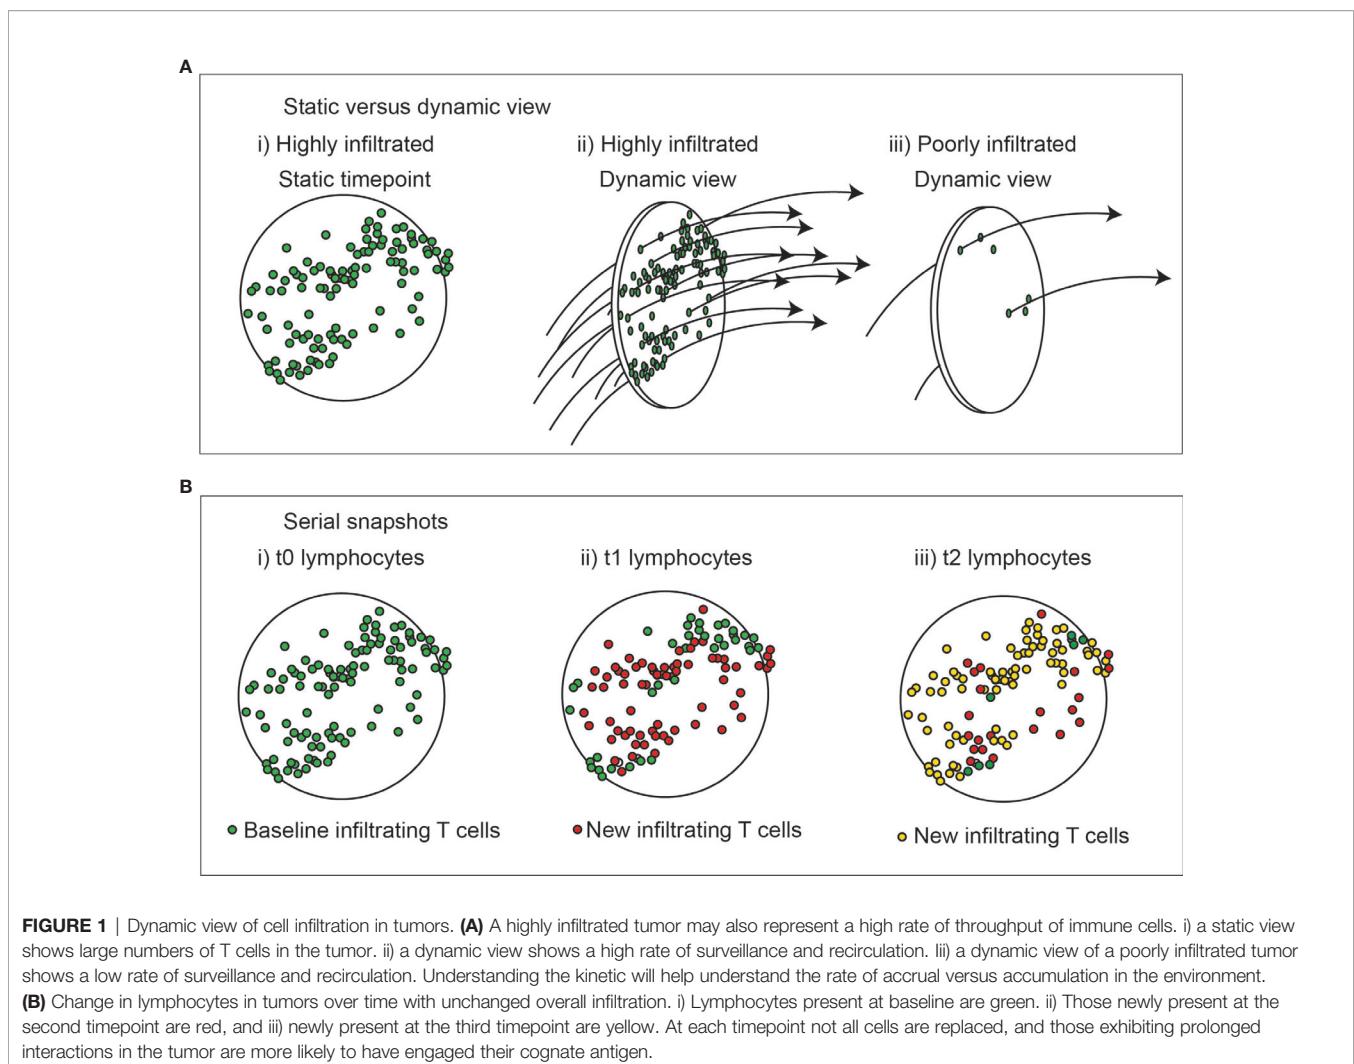 A
Static versus dynamic view
i) Highly infiltrated
Static timepoint
ii) Highly infiltrated
Dynamic view
iii) Poorly infiltrated
Dynamic view
B
Serial snapshots
i) t0 lymphocytes
ii) t1 lymphocytes
iii) t2 lymphocytes
Baseline infiltrating T cells
New infiltrating T cells
New infiltrating T cells
FIGURE 1 | Dynamic view of cell infiltration in tumors. (A) A highly infiltrated tumor may also represent a high rate of throughput of immune cells. i) a static view
shows large numbers of T cells in the tumor. ii) a dynamic view shows a high rate of surveillance and recirculation. Iii) a dynamic view of a poorly infiltrated tumor
shows a low rate of surveillance and recirculation. Understanding the kinetic will help understand the rate of accrual versus accumulation in the environment.
(B) Change in lymphocytes in tumors over time with unchanged overall infiltration. i) Lymphocytes present at baseline are green. ii) Those newly present at the
second timepoint are red, and iii) newly present at the third timepoint are yellow. At each timepoint not all cells are replaced, and those exhibiting prolonged
interactions in the tumor are more likely to have engaged their cognate antigen.